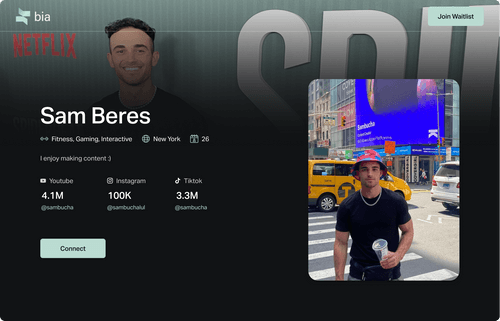 bia
Join Waitlist
NETFLIX
Sam Beres
Fitness, Gaming, Interactive
New York
26
I enjoy making content :)
Youtube
Instagram
Tiktok
4.1M
100K
3.3M
@sambucha
@sambuchalul
@sambucha
Connect
Sambucha